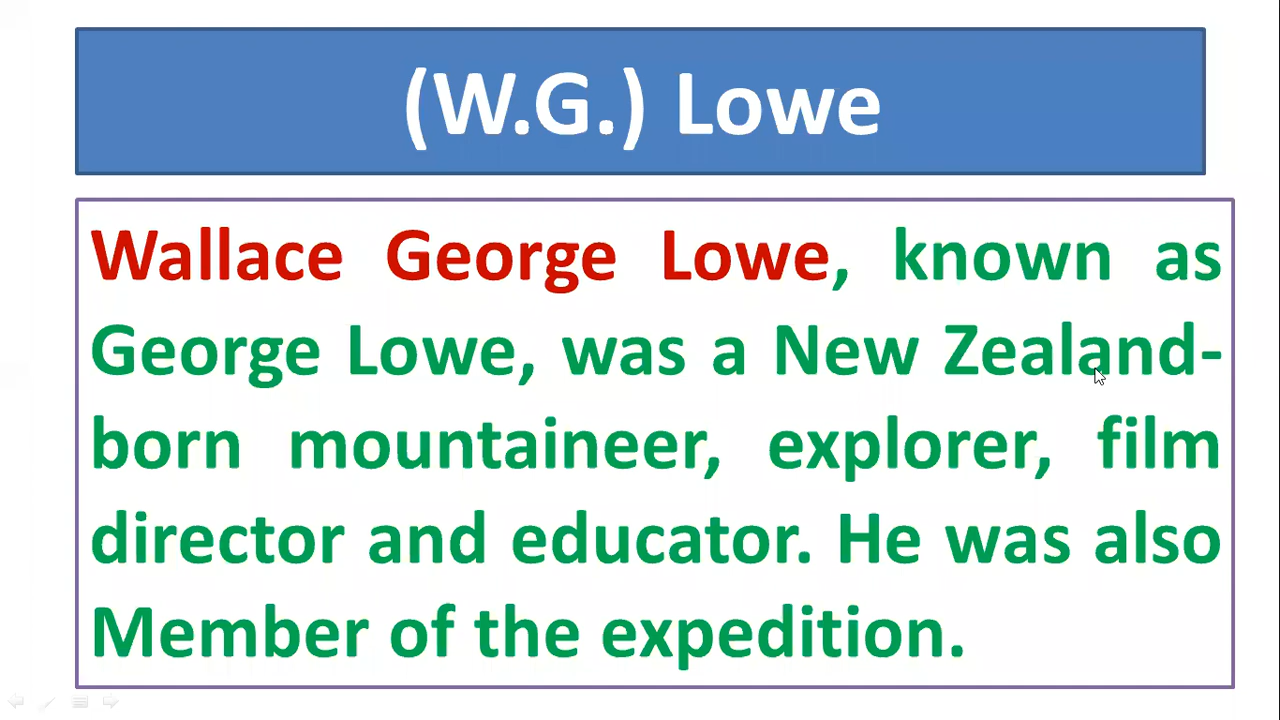 (W.G.) Lowe
Wallace George Lowe, known as
George Lowe, was a New Zealand-
born mountaineer, explorer, film
director and educator. He was also
Member of the expedition.